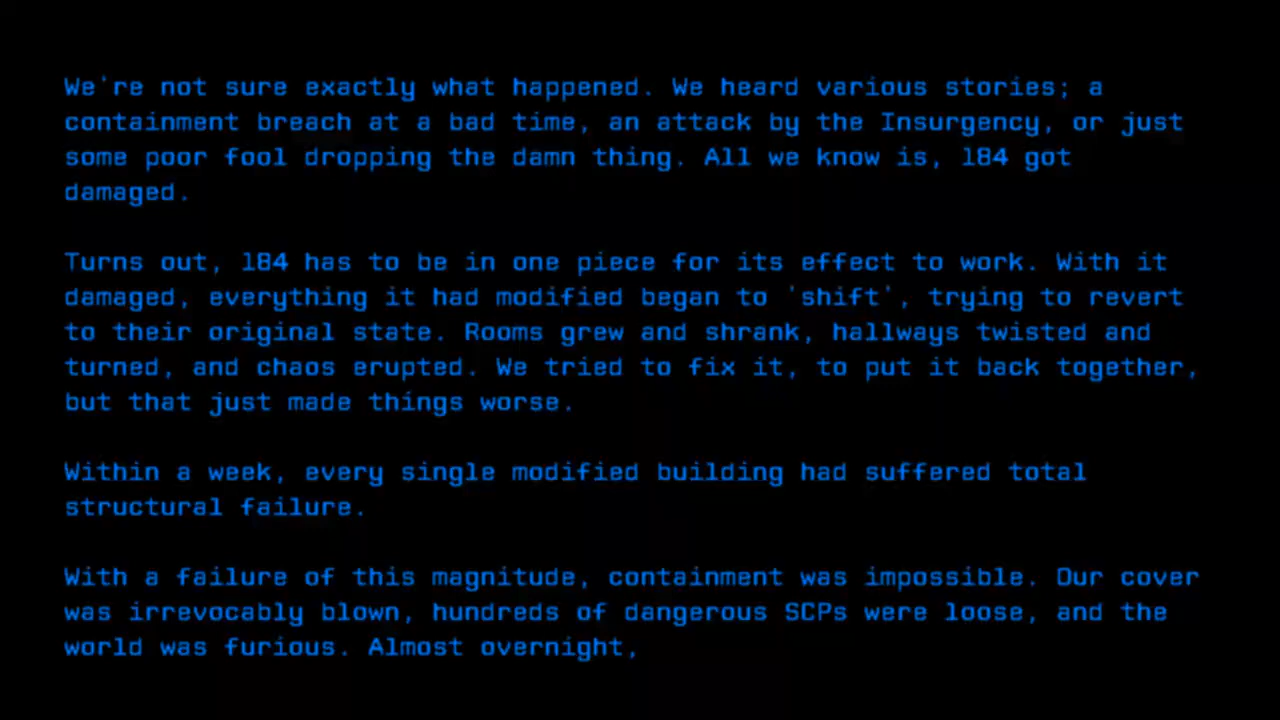 We're not sure exactly what happened. We heard various stories; a
containment breach at a bad time, an attack by the Insurgency, or just
some poor fool dropping the damn thing. All we know is, 184 got
damaged.
Turns out, 184 has to be in one piece for its effect to work. With it
damaged, everything it had modified began to 'shift', trying to revert
to their original state. Rooms grew and shrank, hallways twisted and
turned, and chaos erupted. We tried to fix it, to put it back together,
but that just made things worse.
Within a week, every single modified building had suffered total
structural failure.
With a failure of this magnitude, containment was impossible. Our cover
was irrevocably blown, hundreds of dangerous SCPs were loose, and the
world was furious. Almost overnight,